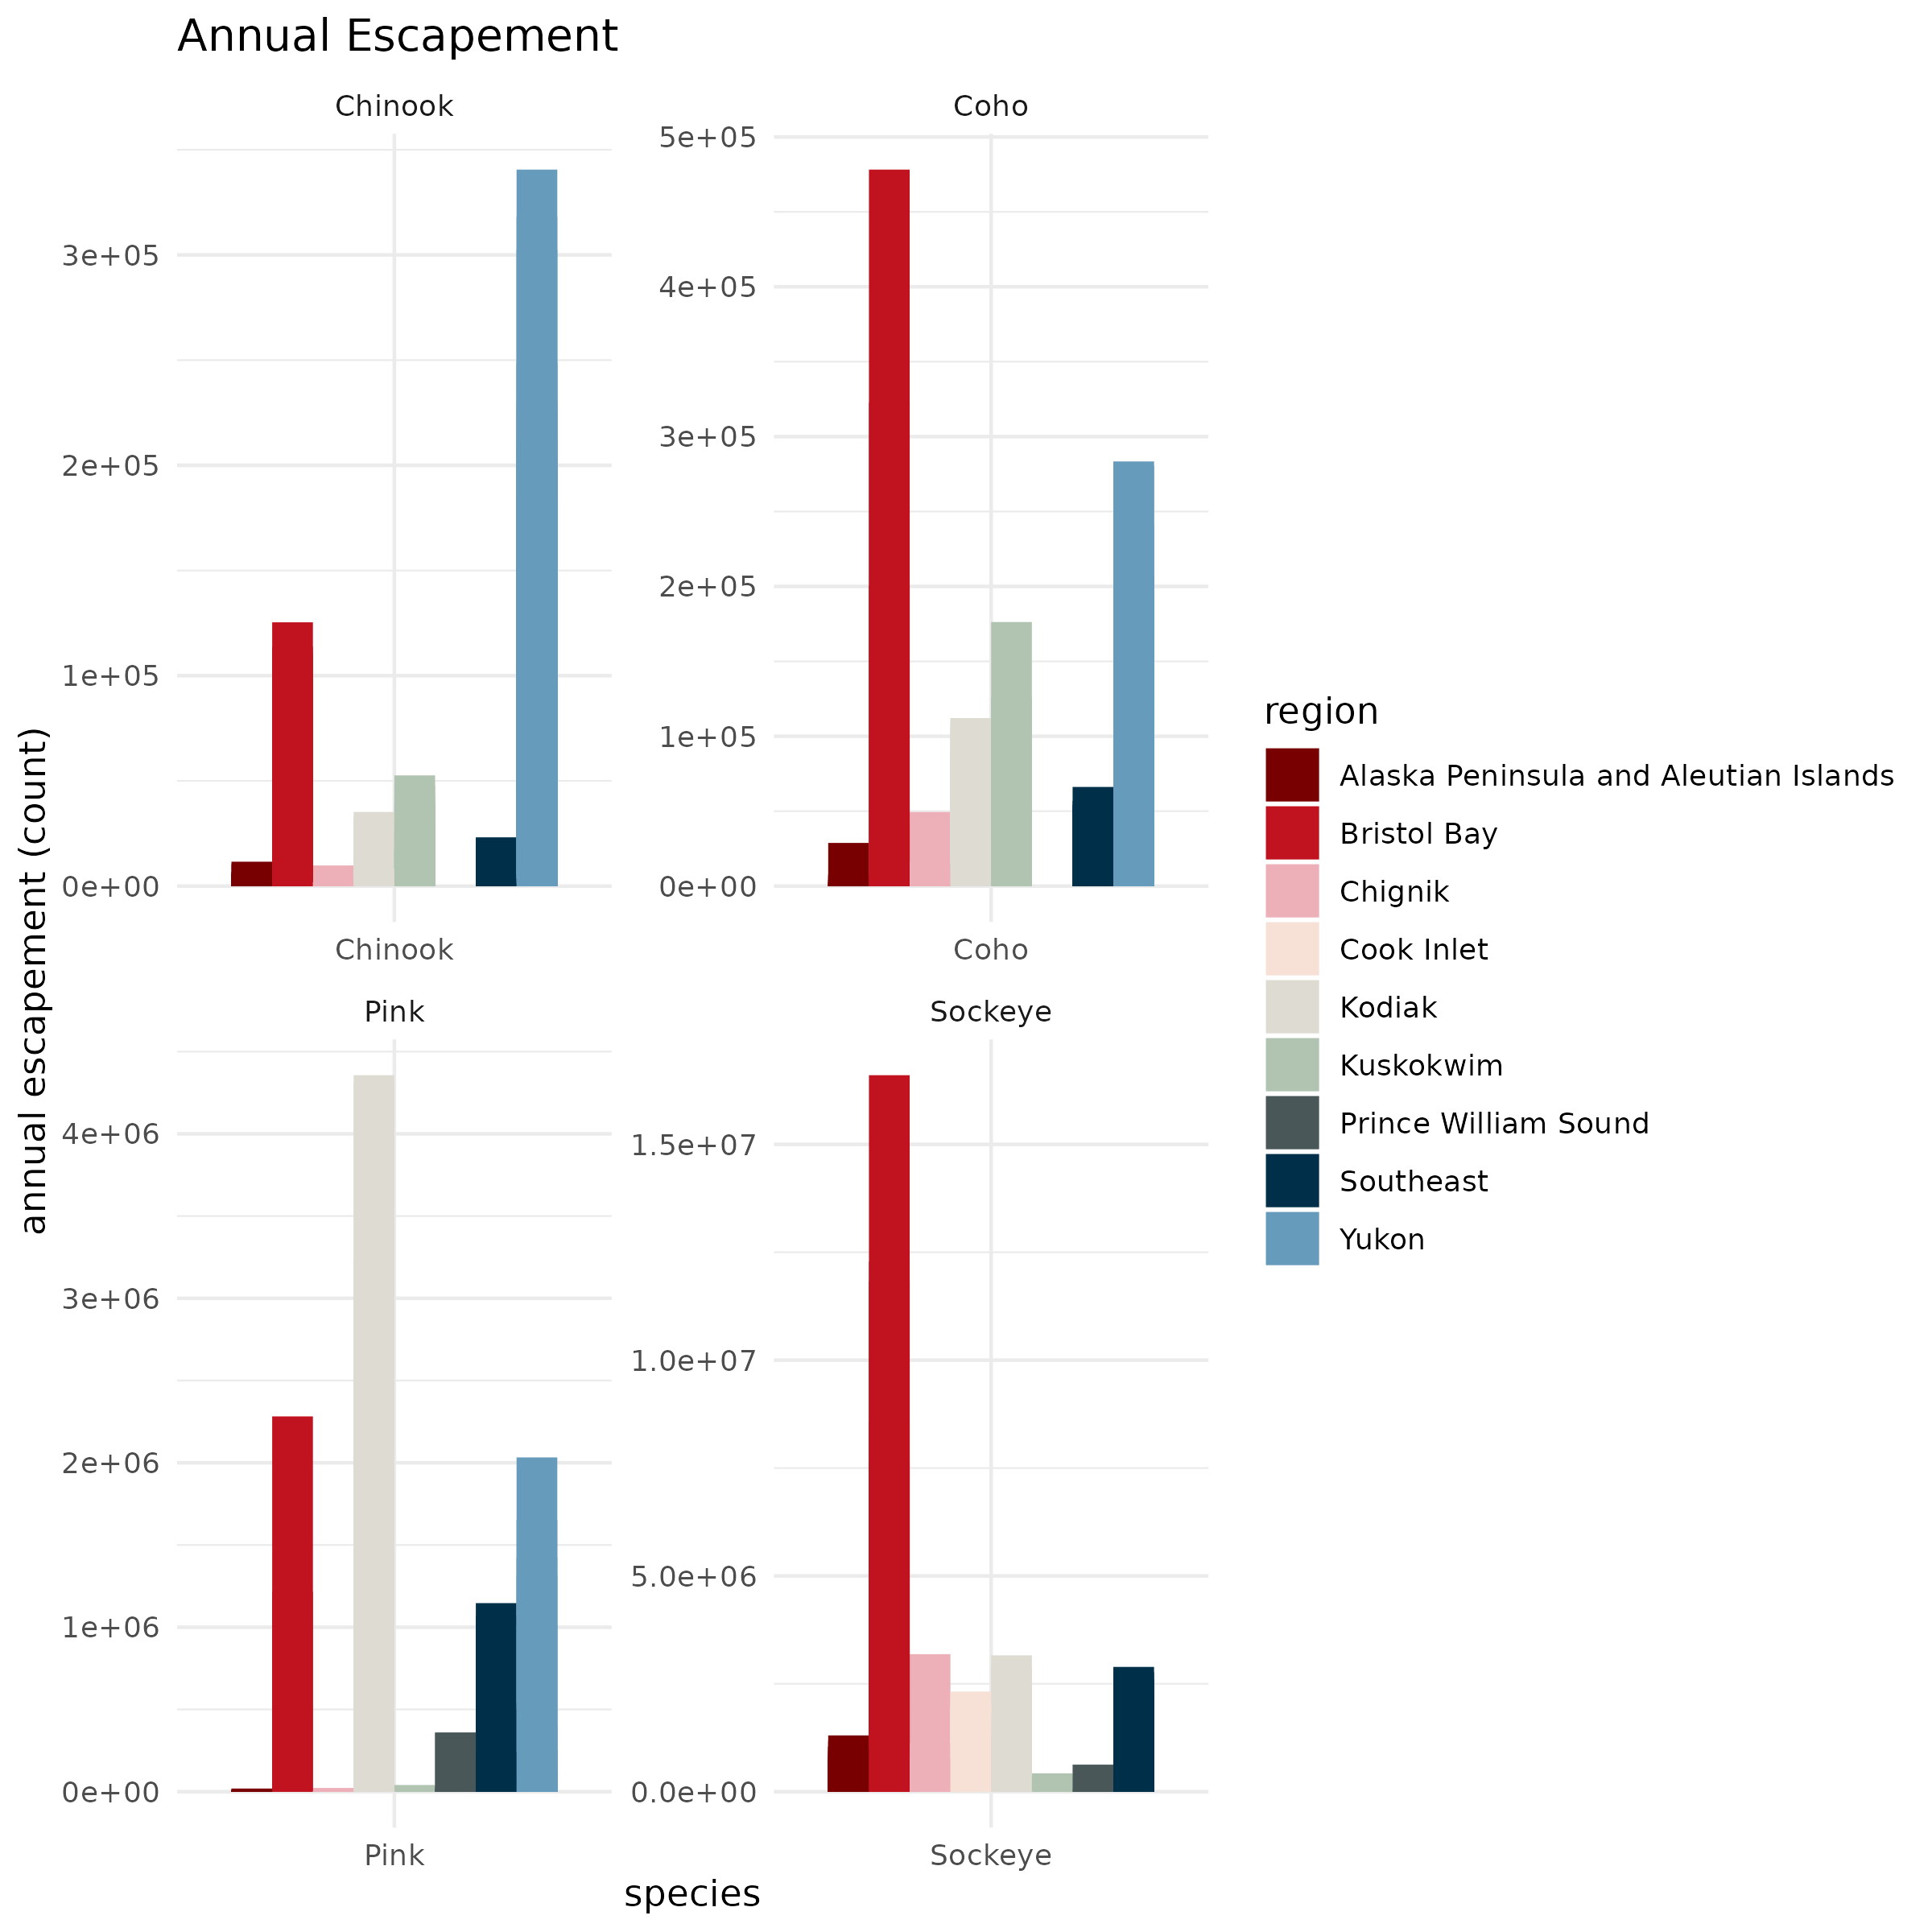 Annual Escapement
Chinook
Coho
3e+05
2e+05
1e+05
0e+00
5e+05
4e+05
3e+05
2e+05
1e+05
0e+00
Chinook
Coho
Pink
Sockeye
4e+06
3e+06
2e+06
1e+06
0e+00
1.5e+07
1.0e+07
5.0e+06
0.0e+00
Pink
Sockeye
species
annual escapement (count)
region
Alaska Peninsula and Aleutian Islands
Bristol Bay
Chignik
Cook Inlet
Kodiak
Kuskokwim
Prince William Sound
Southeast
Yukon